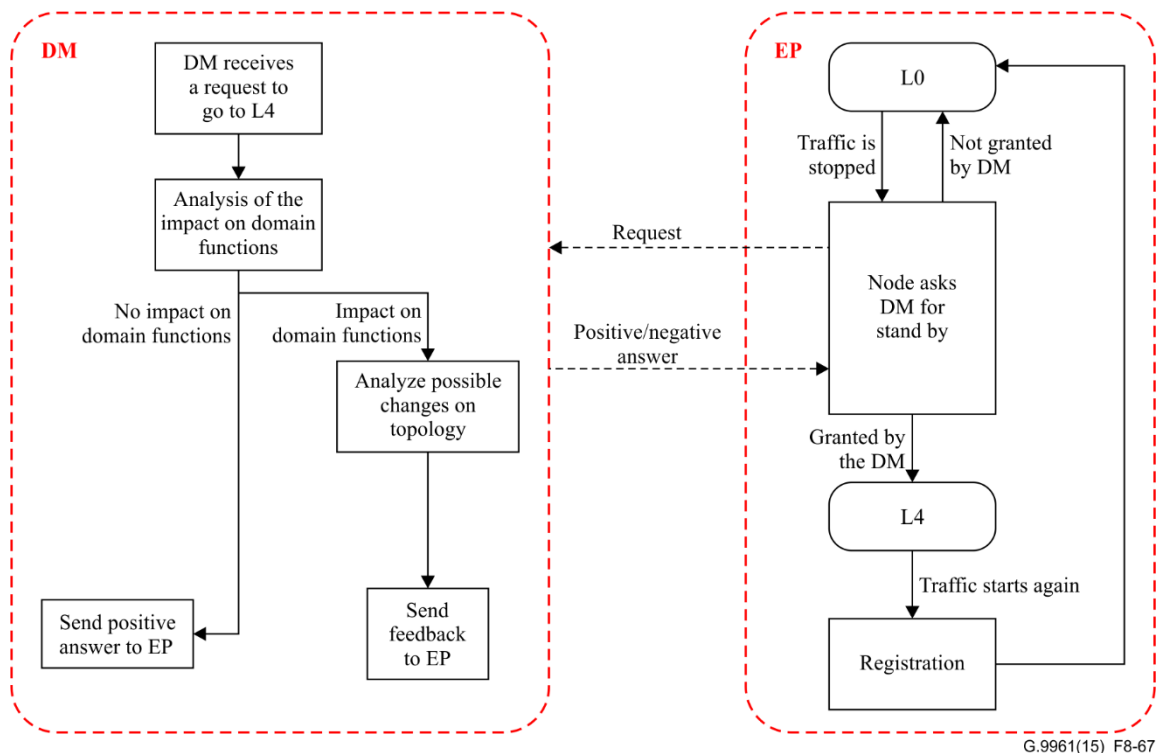 DM
DM receives
a request to
go to L4
Analysis of the
impact on domain
functions
No impact on
domain functions
Impact on
domain functions
Analyze possible
changes on
topology
Send positive
answer to EP
Send
feedback
to EP
Request
Positive/negative
answer
EP
L0
Traffic is
stopped
Not granted
by DM
Node asks
DM for
stand by
Granted by
the DM
L4
Traffic starts again
Registration
G.9961(15)_F8-67